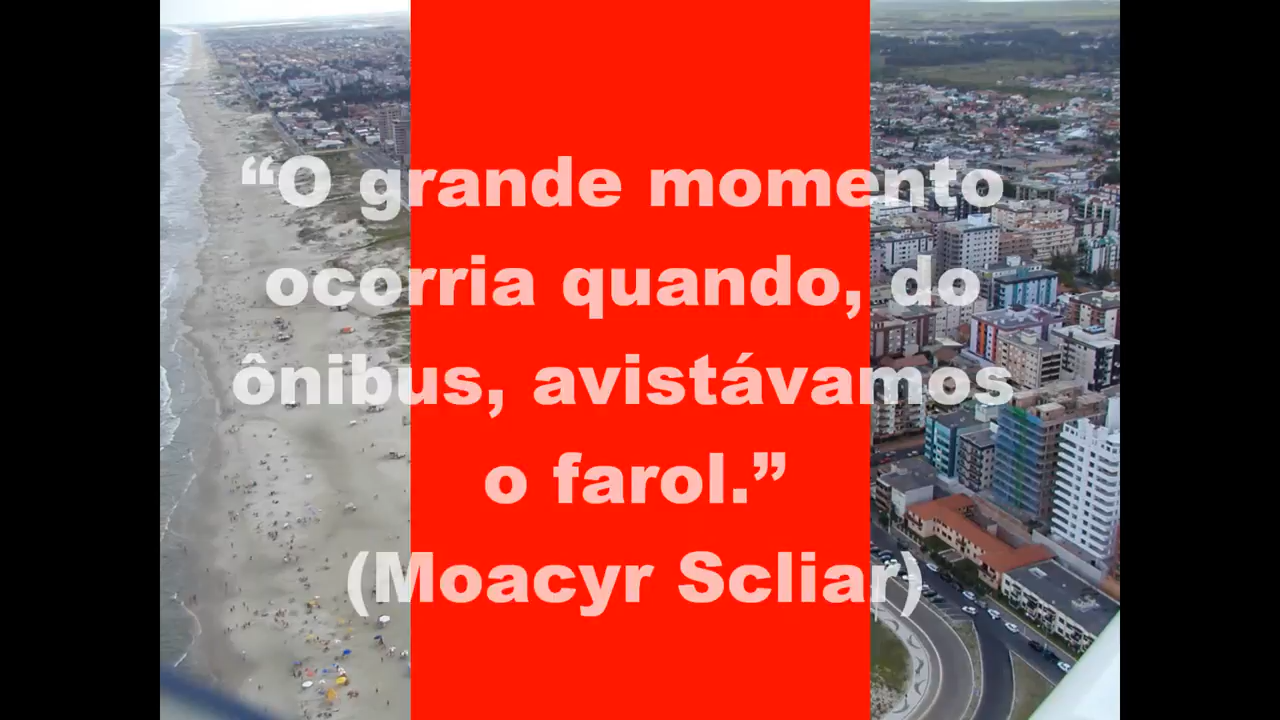 “O grande momento
ocorria quando, do
ônibus, avistávamos
o farol.”
(Moacyr Scliar)